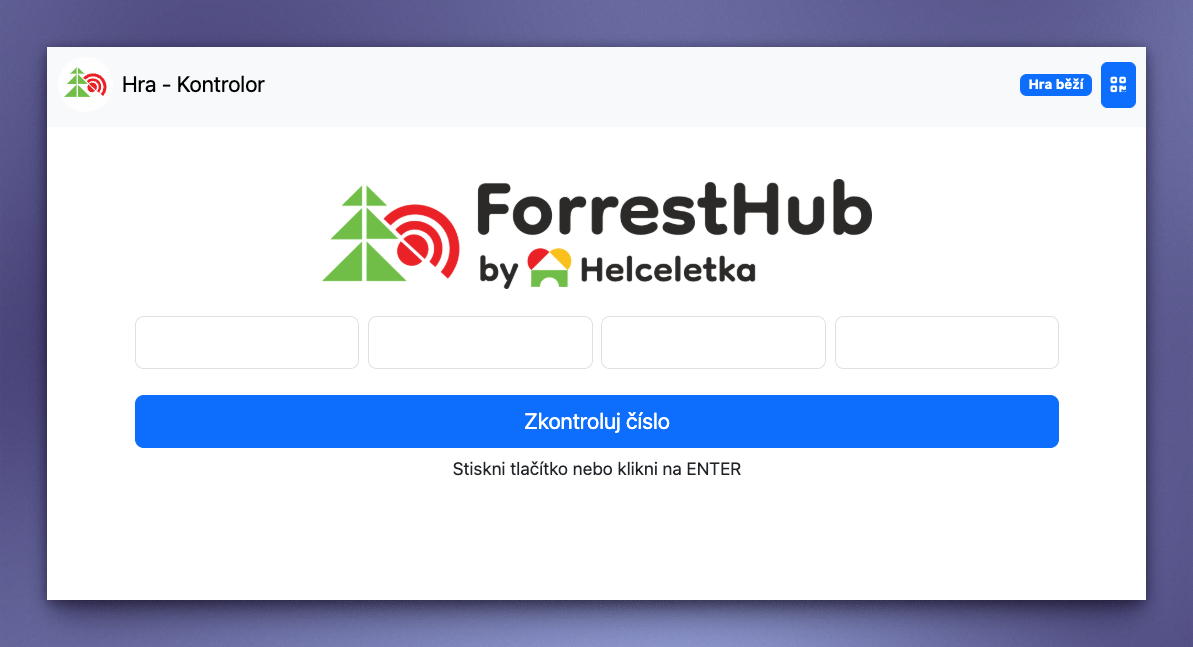 Hra - Kontrolor
Hra běží
ForrestHub
by Helceletka
Zkontroluj číslo
Stiskni tlačítko nebo klikni na ENTER